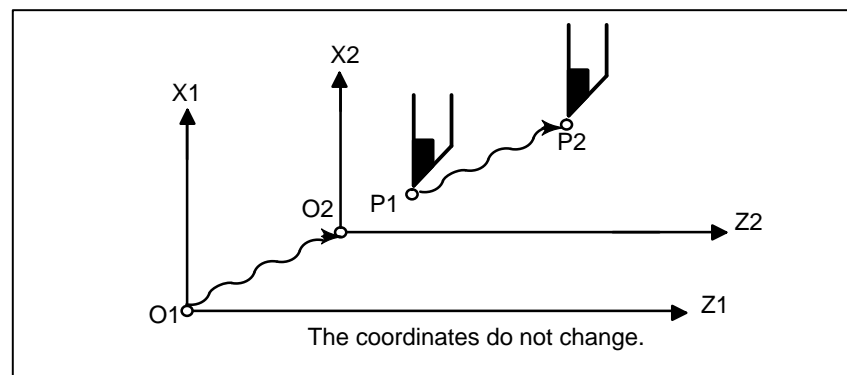 X2
X1
P2
P1
O2
Z2
O1
Z1
The coordinates do not change.